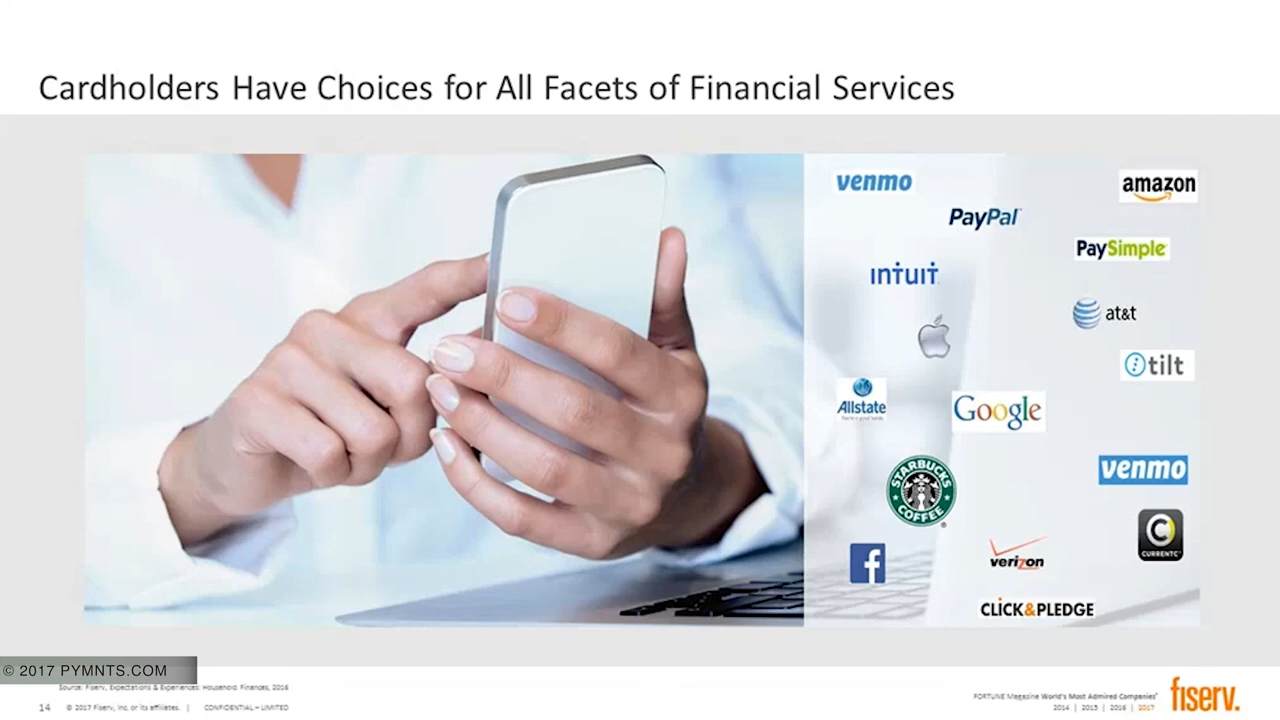 Cardholders Have Choices for All Facets of Financial Services
venmo
amazon
PayPal
PaySimple
intuit
at&t
tilt
Allstate
Google
STARBUCKS
COFFEE
venmo
CURRENTC
f
verizon
CLICK&PLEDGE
© 2017 PYMNTS.COM
Source: Fiserv, Expectations & Experiences: Household Finances, 2016
14 © 2017 Fiserv, Inc. or its affiliates. | CONFIDENTIAL – LIMITED
FORTUNE Magazine World's Most Admired Companies®
2014 | 2015 | 2016 | 2017
fiserv.